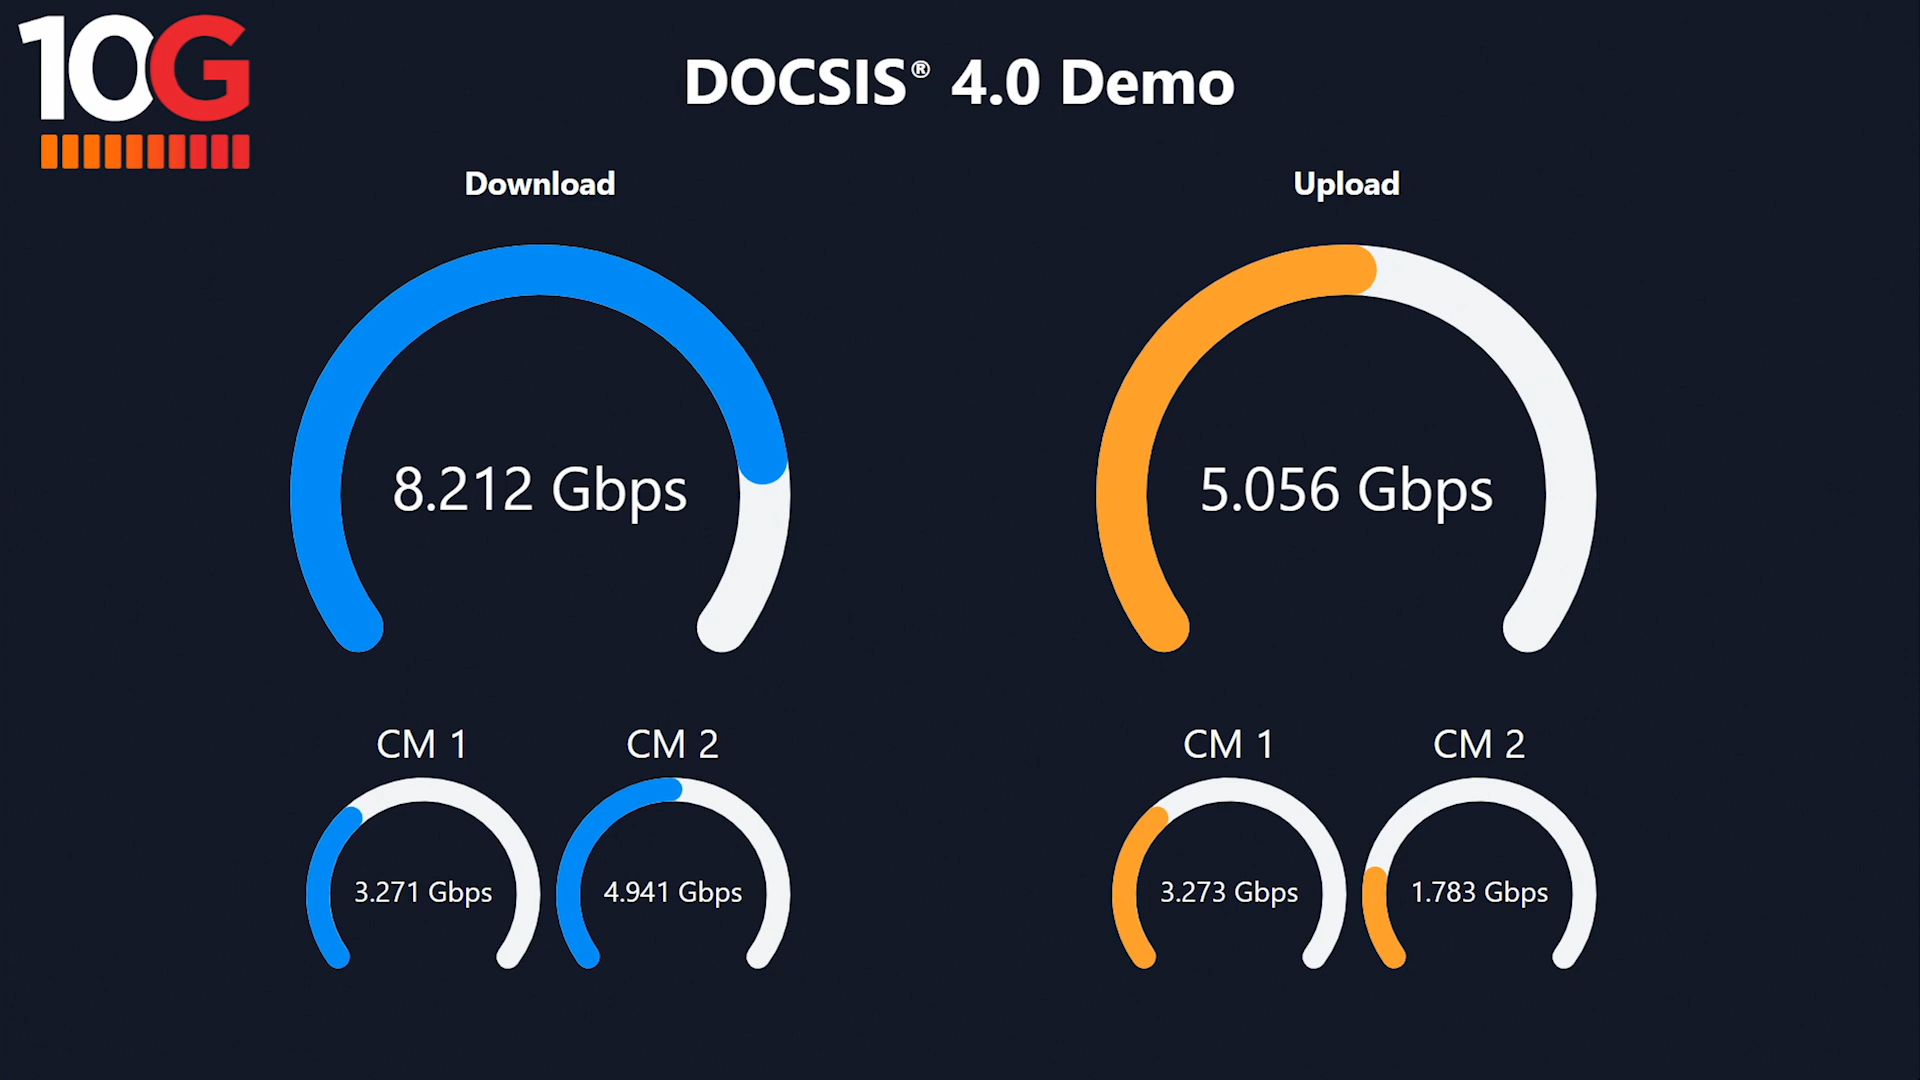 10G
DOCSIS® 4.0 Demo
Download
8.212 Gbps
CM 1
3.271 Gbps
CM 2
4.941 Gbps
Upload
5.056 Gbps
CM 1
3.273 Gbps
CM 2
1.783 Gbps